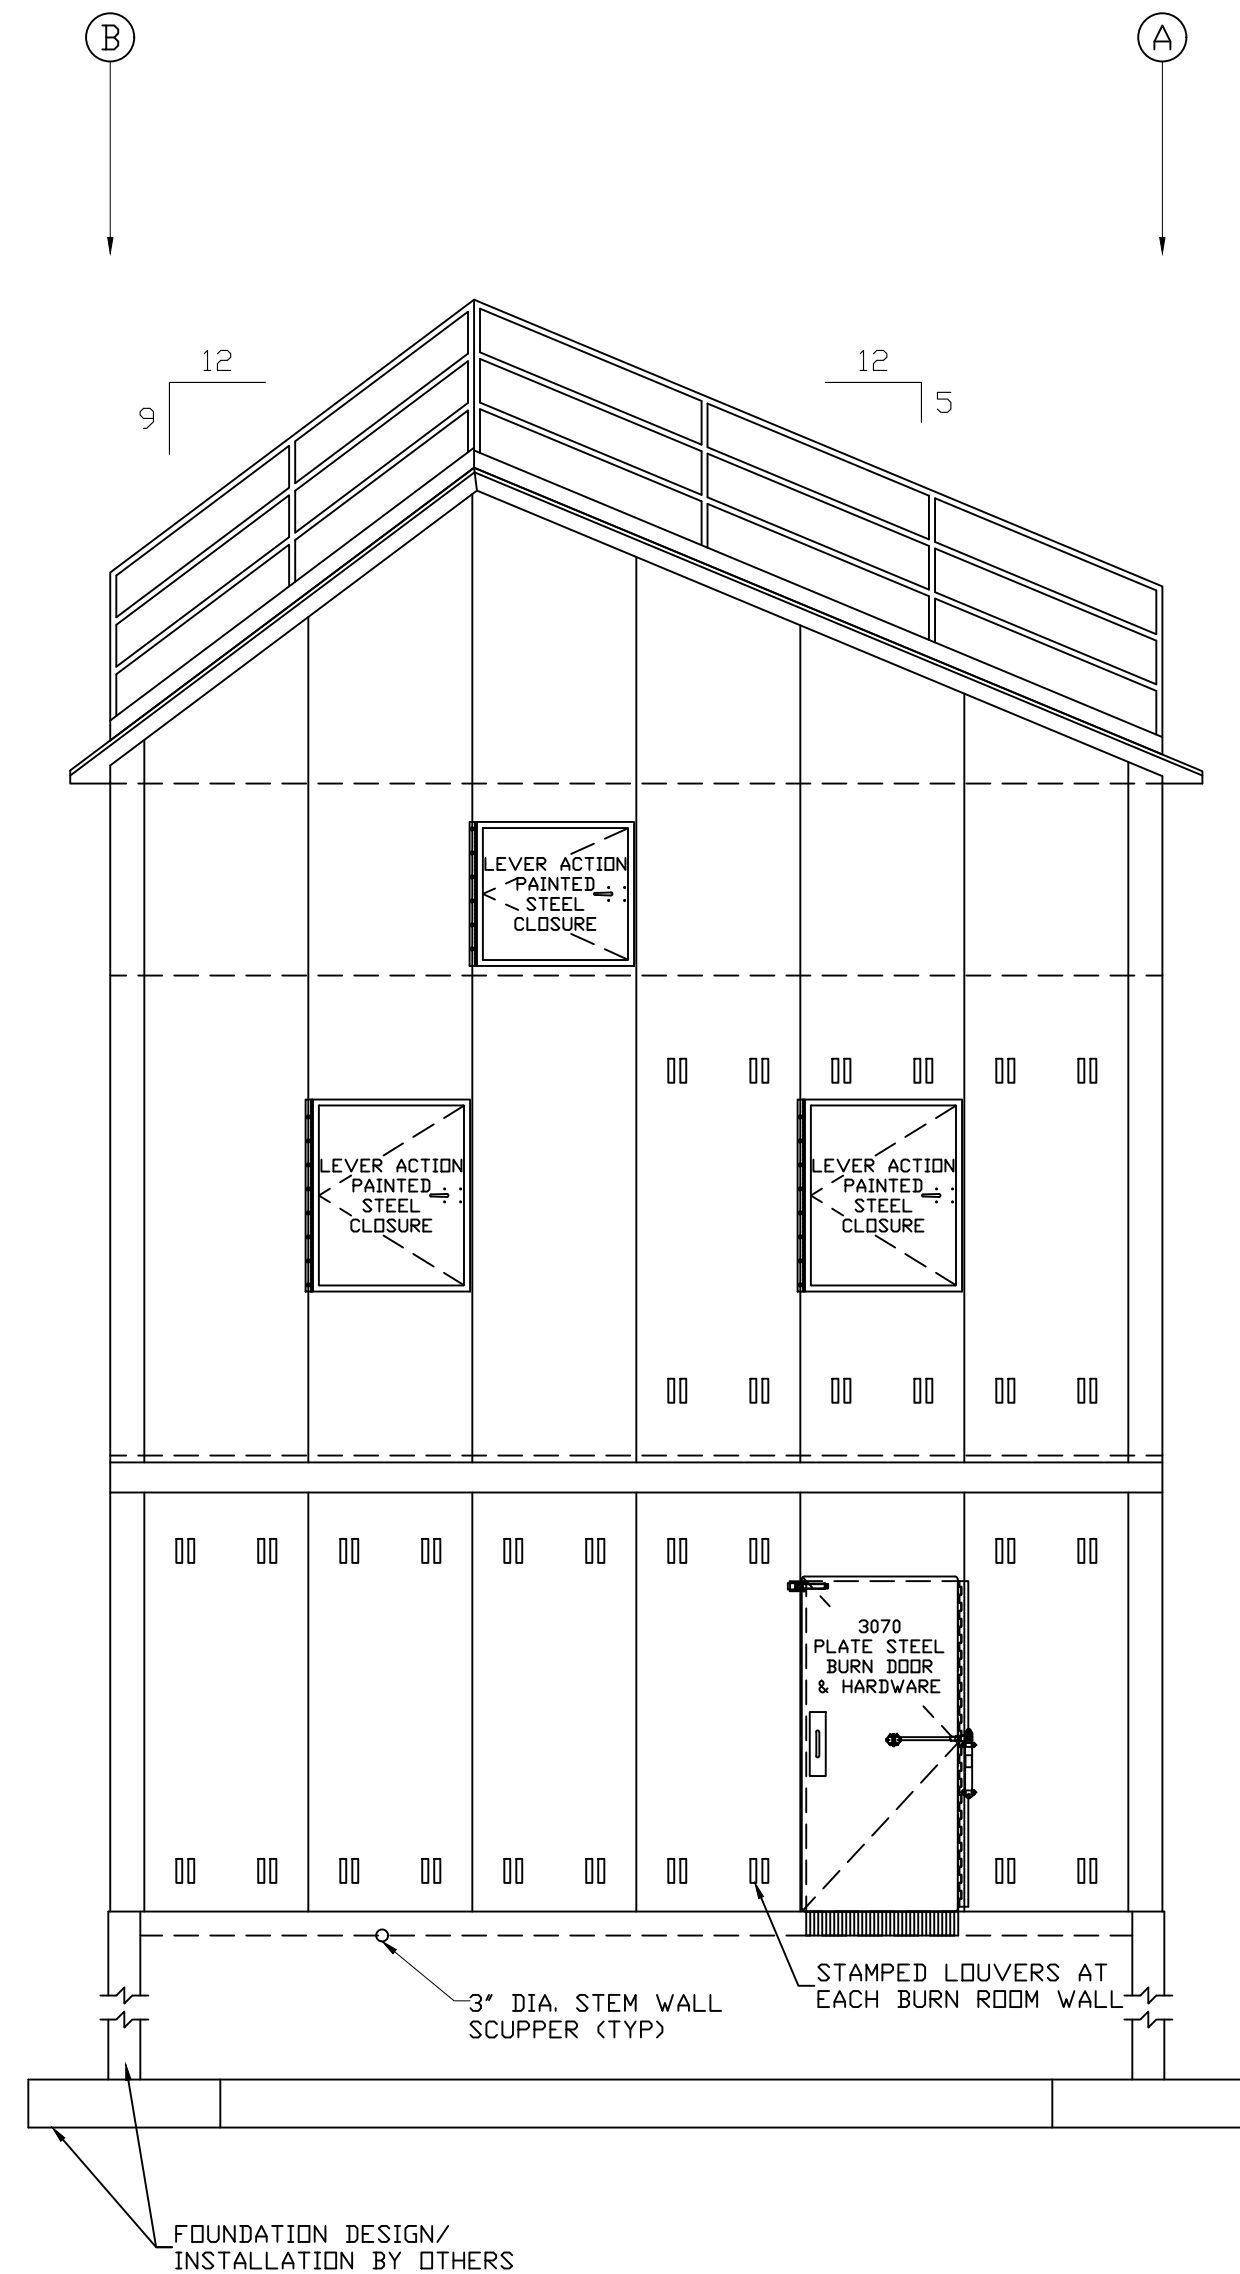 B
A
12
9
12
5
LEVER ACTION
PAINTED
STEEL
CLOSURE
LEVER ACTION
PAINTED
STEEL
CLOSURE
LEVER ACTION
PAINTED
STEEL
CLOSURE
3070
PLATE STEEL
BURN DOOR
& HARDWARE
STAMPED LOUVERS AT
EACH BURN ROOM WALL
3" DIA. STEM WALL
SCUPPER (TYP)
FOUNDATION DESIGN/
INSTALLATION BY OTHERS